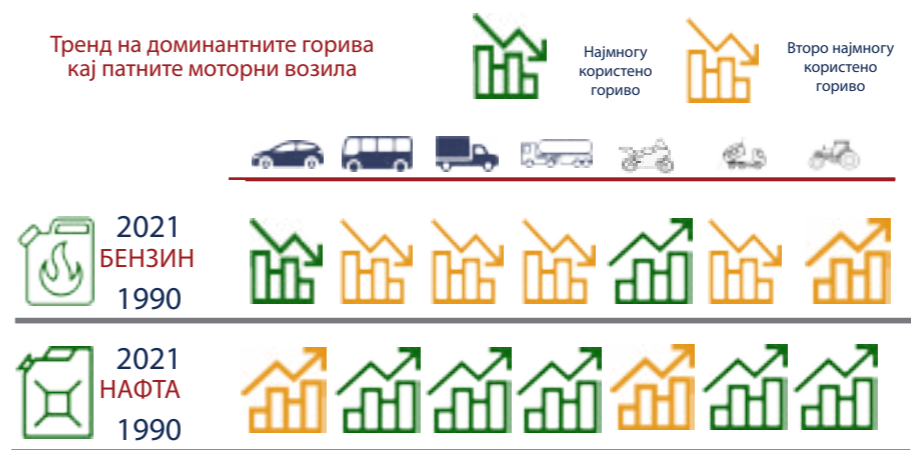 Тренд на доминантните горива
кај патните моторни возила
Најмногу
користено
гориво
Второ најмногу
користено
гориво
2021
БЕНЗИН
1990
2021
НАФТА
1990